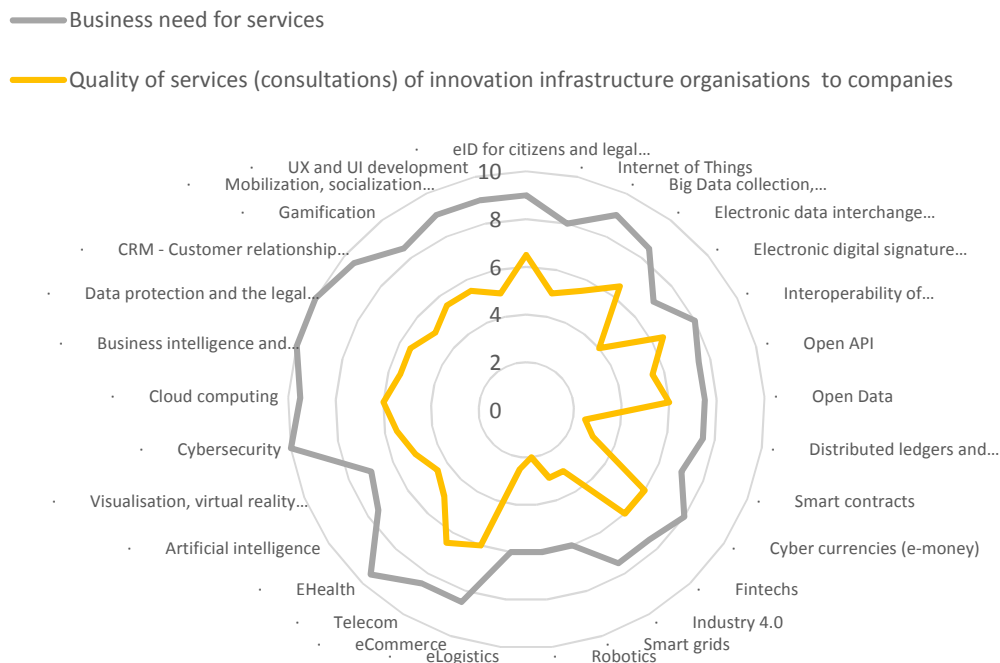 Business need for services
Quality of services (consultations) of innovation infrastructure organisations to companies
· eID for citizens and legal…
· Internet of Things
· Big Data collection,…
· Electronic data interchange…
· Electronic digital signature…
· Interoperability of…
· Open API
· Open Data
· Distributed ledgers and…
· Smart contracts
· Cyber currencies (e-money)
· Fintechs
· Industry 4.0
· Smart grids
· Robotics
· eLogistics
· eCommerce
· Telecom
· EHealth
· Artificial intelligence
· Visualisation, virtual reality…
· Cybersecurity
· Cloud computing
· Business intelligence and…
· Data protection and the legal…
· CRM - Customer relationship…
· Gamification
· Mobilization, socialization…
· UX and UI development
10
8
6
4
2
0